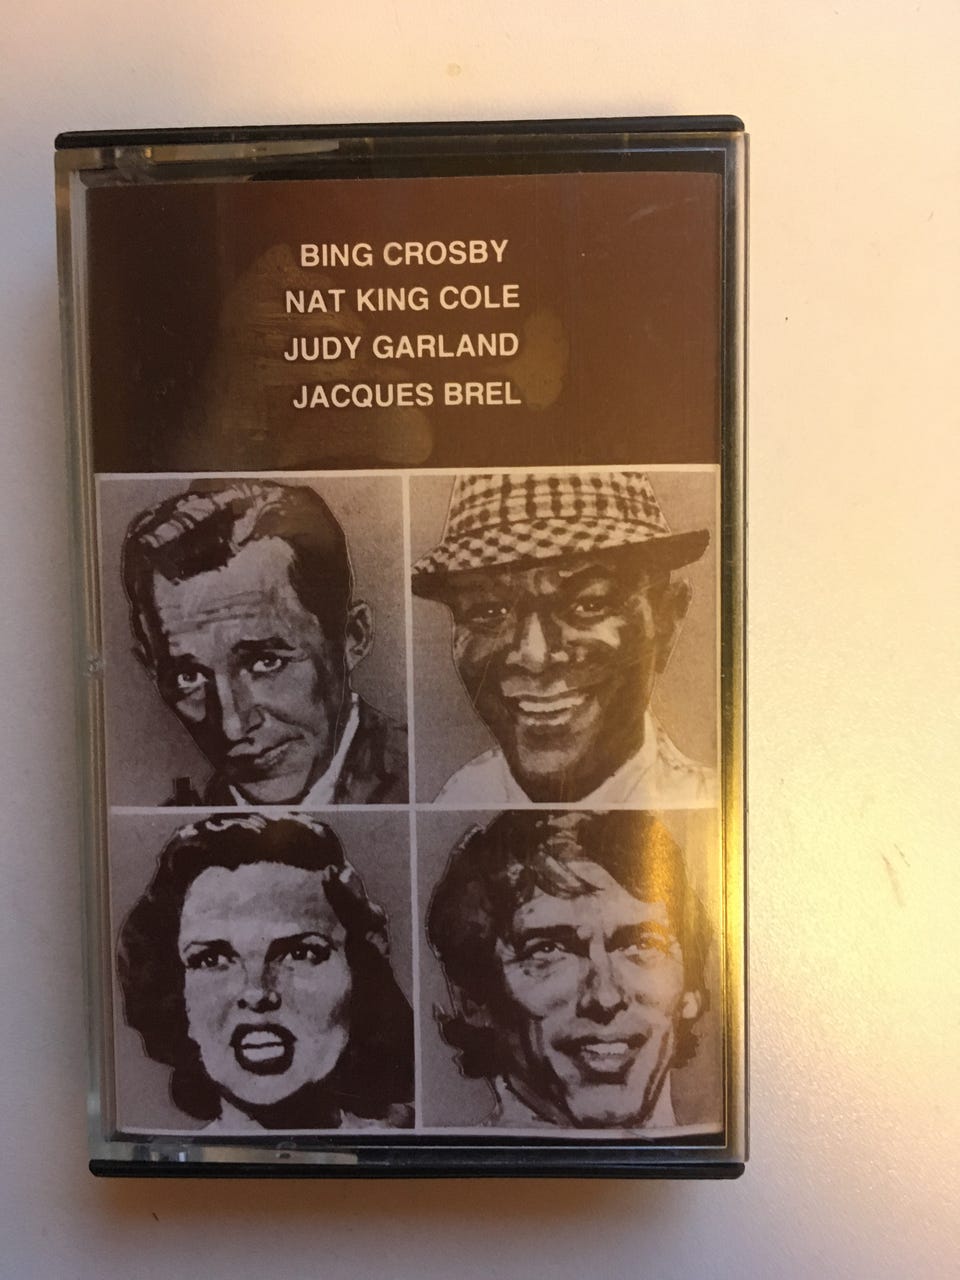 BING CROSBY
NAT KING COLE
JUDY GARLAND
JACQUES BREL